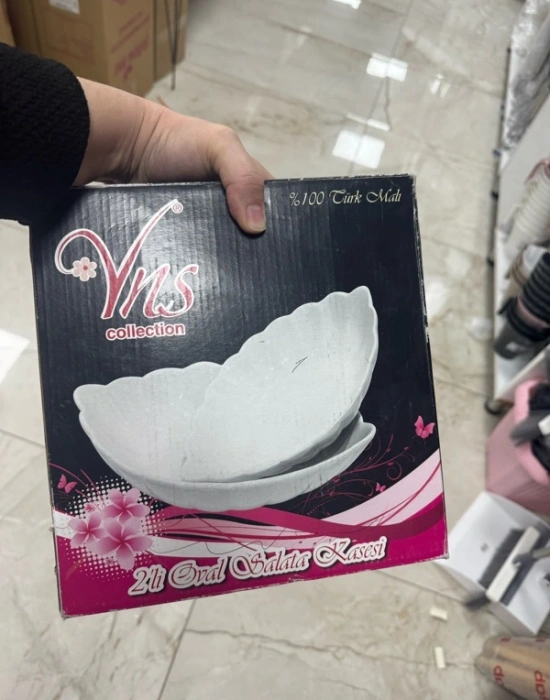 %100 Türk Malı
Vns
collection
2'li Oval Salata Kasesi